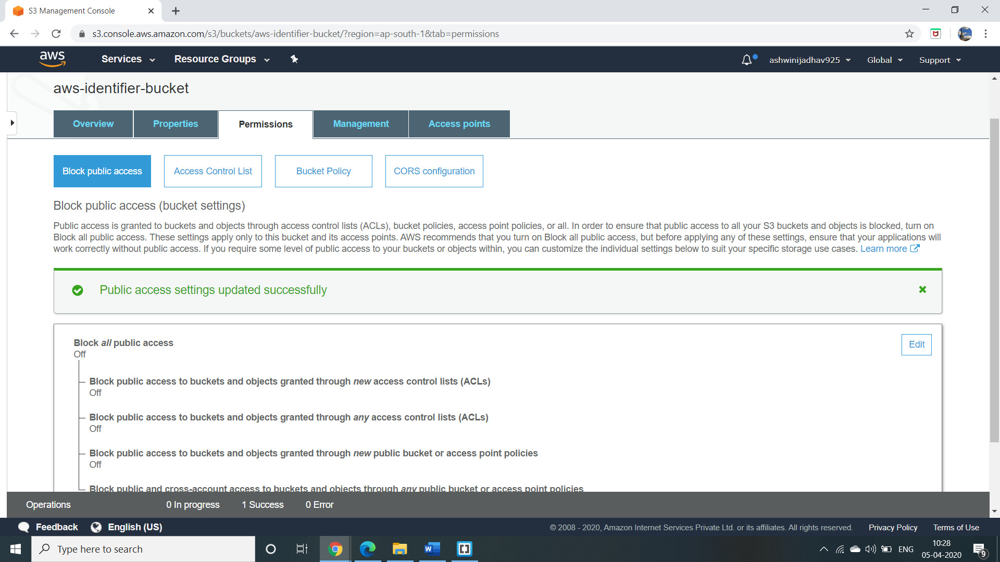 S3 Management Console
s3.console.aws.amazon.com/s3/buckets/aws-identifier-bucket/?region=ap-south-1&tab=permissions
aws Services Resource Groups ashwinijadhav925 Global Support
aws-identifier-bucket
Overview Properties Permissions Management Access points
Block public access Access Control List Bucket Policy CORS configuration
Block public access (bucket settings)
Public access is granted to buckets and objects through access control lists (ACLs), bucket policies, access point policies, or all. In order to ensure that public access to all your S3 buckets and objects is blocked, turn on
Block all public access. These settings apply only to this bucket and its access points. AWS recommends that you turn on Block all public access, but before applying any of these settings, ensure that your applications will
work correctly without public access. If you require some level of public access to your buckets or objects within, you can customize the individual settings below to suit your specific storage use cases. Learn more
Public access settings updated successfully
Block all public access
Edit
Off
Block public access to buckets and objects granted through new access control lists (ACLs)
Off
Block public access to buckets and objects granted through any access control lists (ACLs)
Off
Block public access to buckets and objects granted through new public bucket or access point policies
Off
Block public and cross-account access to buckets and objects through any public bucket or access point policies
Operations 0 In progress 1 Success 0 Error
Feedback English (US) © 2008 - 2020, Amazon Internet Services Private Ltd. or its affiliates. All rights reserved. Privacy Policy Terms of Use
Type here to search
W
ENG
10:28
05-04-2020
9